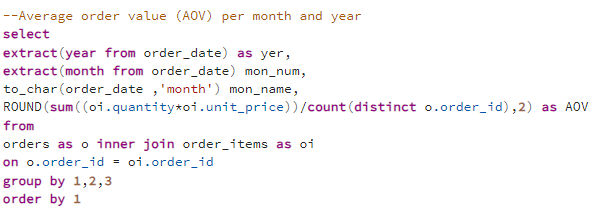 --Average order value (AOV) per month and year
select
extract(year from order_date) as yer,
extract(month from order_date) mon_num,
to_char(order_date ,'month') mon_name,
ROUND(sum((oi.quantity*oi.unit_price))/count(distinct o.order_id),2) as AOV
from
orders as o inner join order_items as oi
on o.order_id = oi.order_id
group by 1,2,3
order by 1